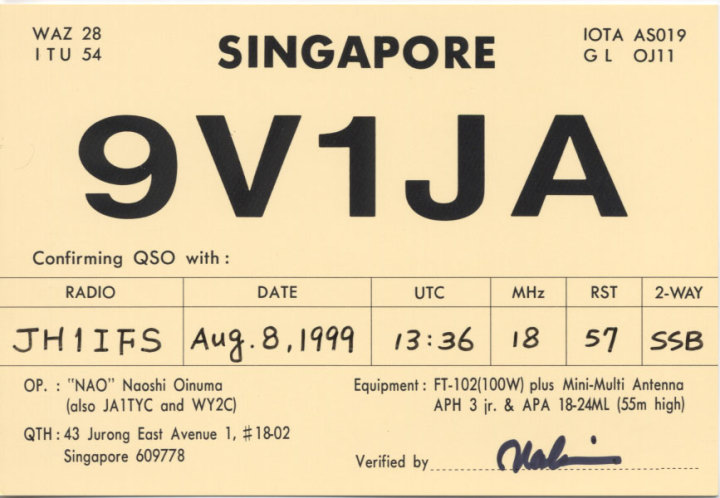 WAZ 28
ITU 54
SINGAPORE
IOTA AS019
GL OJ11
9V1JA
Confirming QSO with :
RADIO DATE UTC MHz RST 2-WAY
JH1IFS Aug. 8, 1999 13:36 18 57 SSB
OP. : "NAO" Naoshi Oinuma
(also JA1TYC and WY2C)
QTH : 43 Jurong East Avenue 1, #18-02
Singapore 609778
Equipment : FT-102(100W) plus Mini-Multi Antenna
APH 3 jr. & APA 18-24ML (55m high)
Verified by